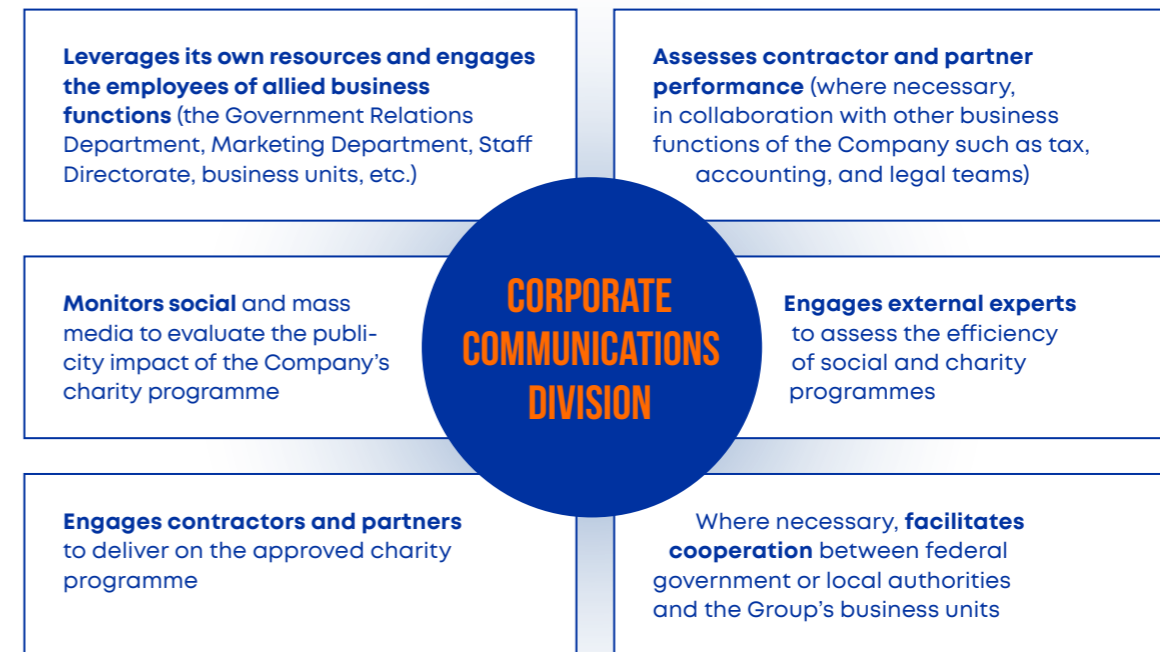 Leverages its own resources and engages
the employees of allied business
functions (the Government Relations
Department, Marketing Department, Staff
Directorate, business units, etc.)
Assesses contractor and partner
performance (where necessary,
in collaboration with other business
functions of the Company such as tax,
accounting, and legal teams)
Monitors social and mass
media to evaluate the publi-
city impact of the Company’s
charity programme
CORPORATE
COMMUNICATIONS
DIVISION
Engages external experts
to assess the efficiency
of social and charity
programmes
Engages contractors and partners
to deliver on the approved charity
programme
Where necessary, facilitates
cooperation between federal
government or local authorities
and the Group’s business units